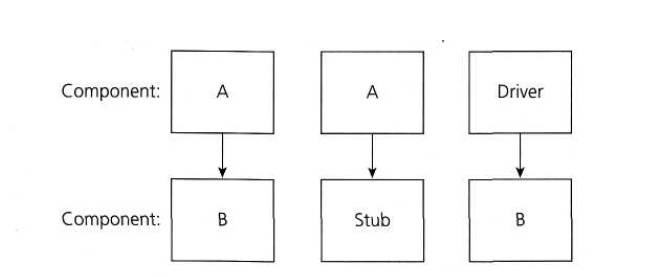 Component: A A Driver
Component: B Stub B